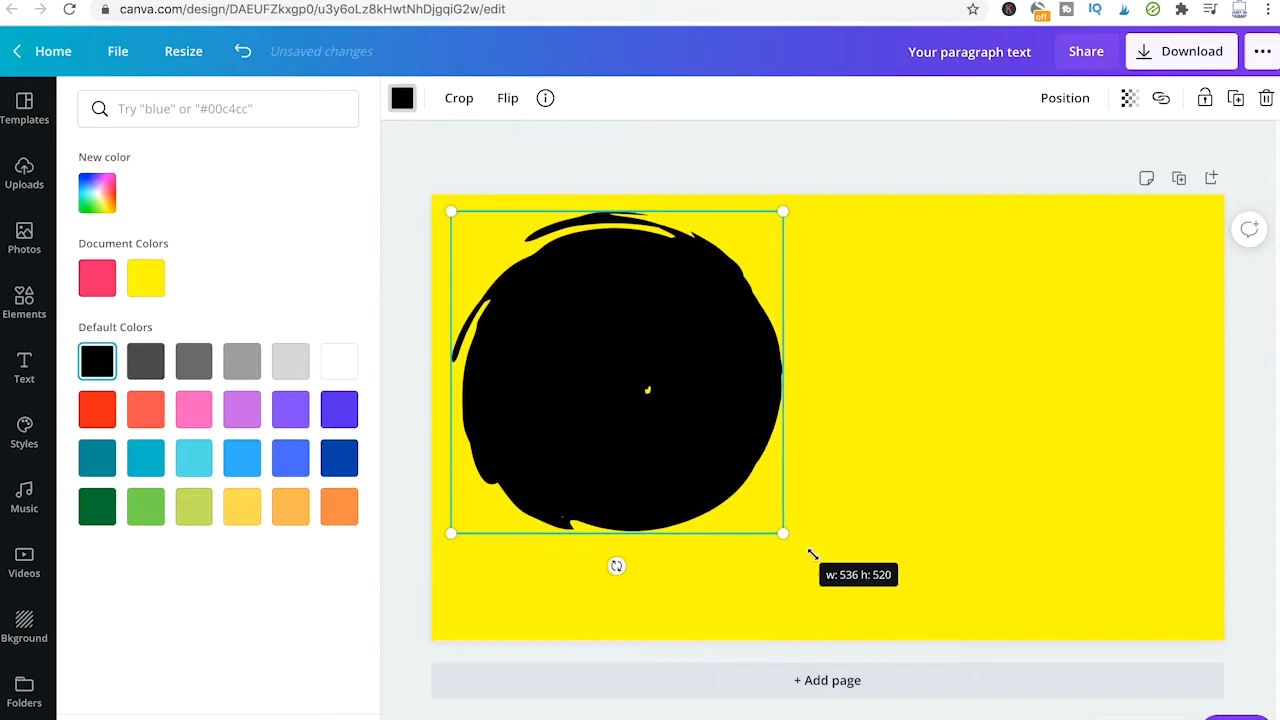 canva.com/design/DAEUFZkxgp0/u3y6oLz8kHwtNhDjgqiG2w/edit
off
IQ
Home
File
Resize
Unsaved changes
Your paragraph text
Share
Download
Templates
Uploads
Photos
Elements
Text
Styles
Music
Videos
Bkground
Folders
Try "blue" or "#00c4cc"
New color
Document Colors
Default Colors
Crop
Flip
Position
w: 536 h: 520
+ Add page